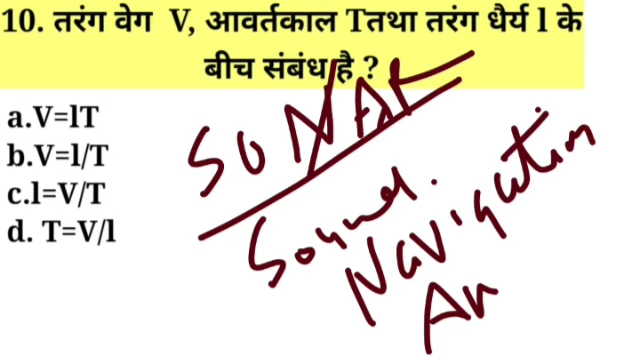 10. तरंग वेग V, आवर्तकाल Tतथा तरंग धैर्य l के
बीच संबंध है ?
a.V=lT
b.V=l/T
c.l=V/T
d. T=V/l
SONAR
Sound.
Navigation
An